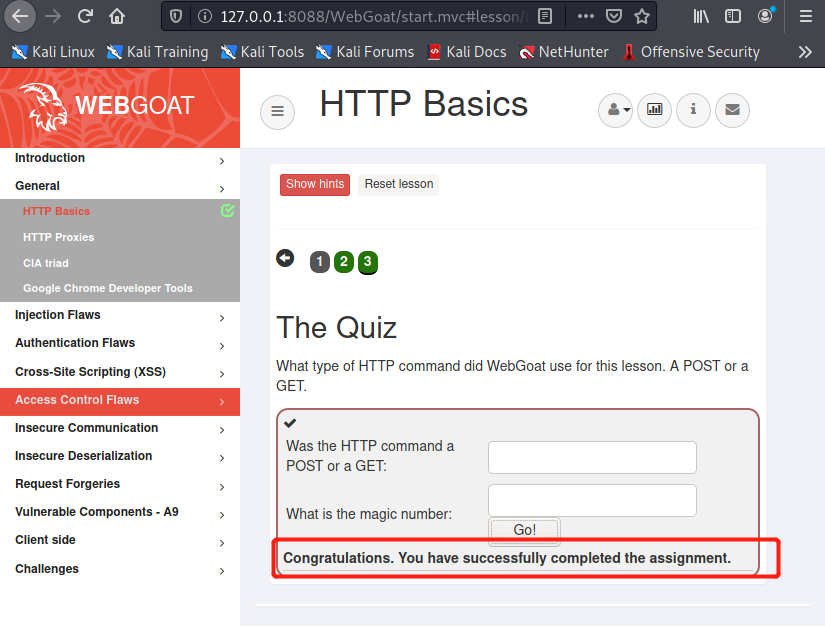 127.0.0.1:8088/WebGoat/start.mvc#lesson/
Kali Linux Kali Training Kali Tools Kali Forums Kali Docs NetHunter Offensive Security
WEBGOAT
HTTP Basics
Introduction
General
HTTP Basics
HTTP Proxies
CIA triad
Google Chrome Developer Tools
Injection Flaws
Authentication Flaws
Cross-Site Scripting (XSS)
Access Control Flaws
Insecure Communication
Insecure Deserialization
Request Forgeries
Vulnerable Components - A9
Client side
Challenges
Show hints Reset lesson
1 2 3
The Quiz
What type of HTTP command did WebGoat use for this lesson. A POST or a
GET.
Was the HTTP command a
POST or a GET:
What is the magic number:
Go!
Congratulations. You have successfully completed the assignment.